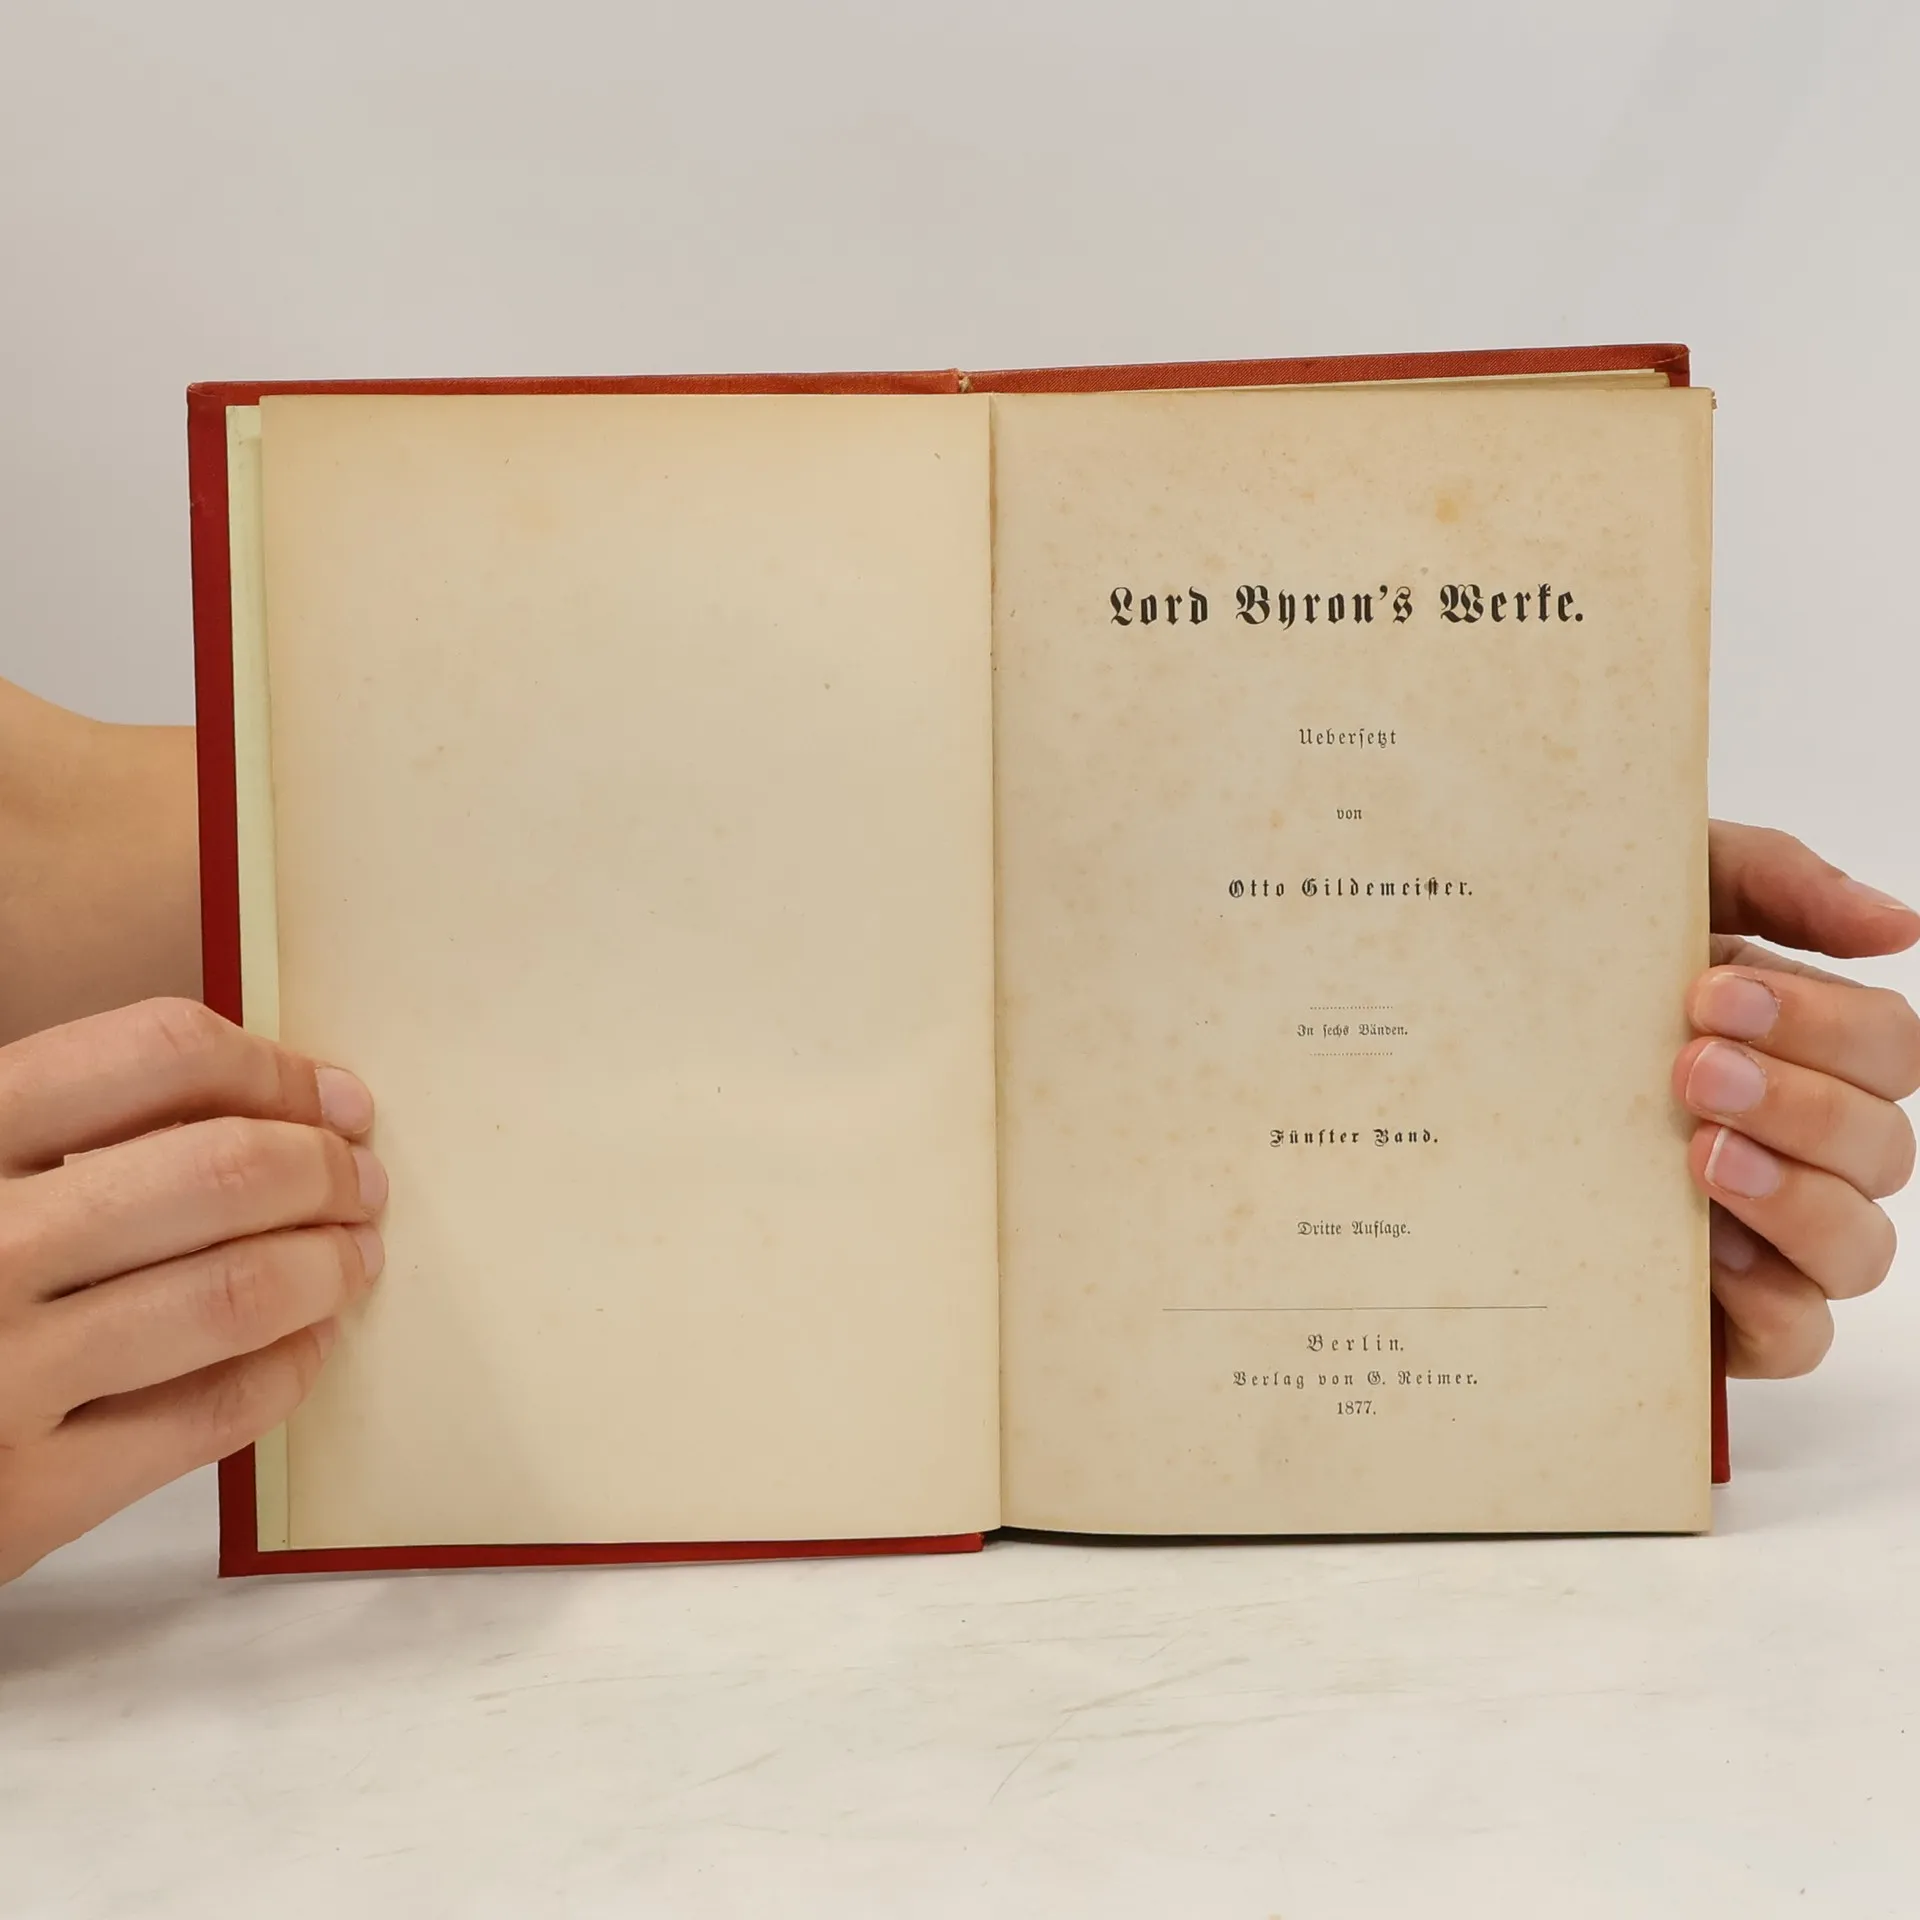 Lord Byron's Werke.
Uebersetzt
von
Otto Gildemeister.
In sechs Bänden.
Fünfter Band.
Dritte Auflage.
Berlin.
Verlag von G. Reimer.
1877.